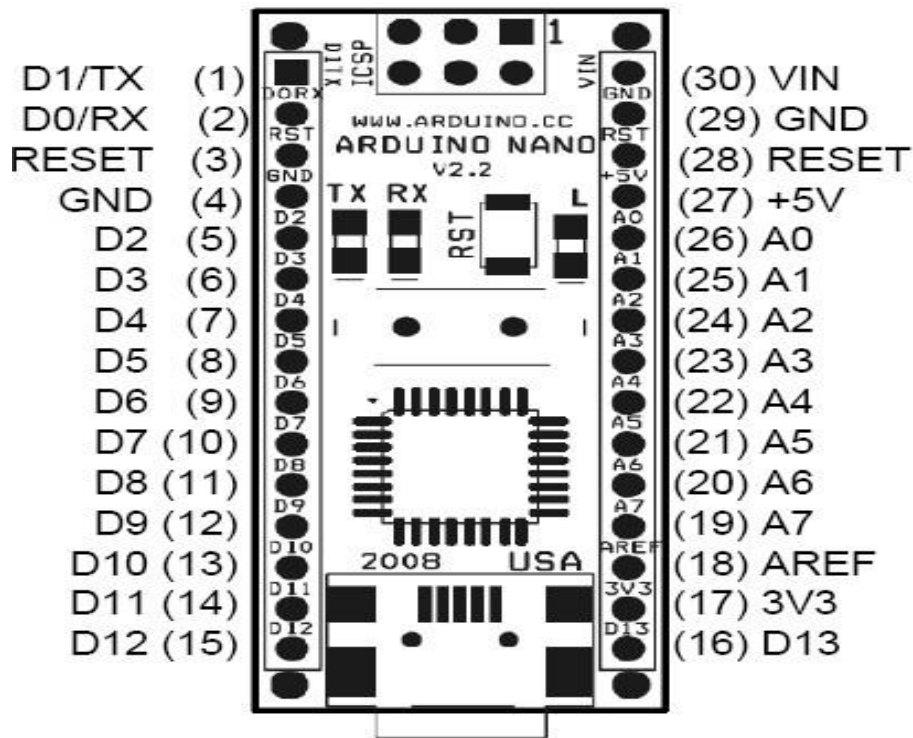 D1/TX (1)
D0/RX (2)
RESET (3)
GND (4)
D2 (5)
D3 (6)
D4 (7)
D5 (8)
D6 (9)
D7 (10)
D8 (11)
D9 (12)
D10 (13)
D11 (14)
D12 (15)
D1TX
ICSP
1
VIN
DORX
RST
GND
D2
D3
D4
D5
D6
D7
D8
D9
D10
D11
D12
WWW.ARDUINO.CC
ARDUINO NANO
V2.2
TX RX
RST
L
2008 USA
GND
RST
+5V
A0
A1
A2
A3
A4
A5
A6
A7
AREF
3V3
D13
(30) VIN
(29) GND
(28) RESET
(27) +5V
(26) A0
(25) A1
(24) A2
(23) A3
(22) A4
(21) A5
(20) A6
(19) A7
(18) AREF
(17) 3V3
(16) D13